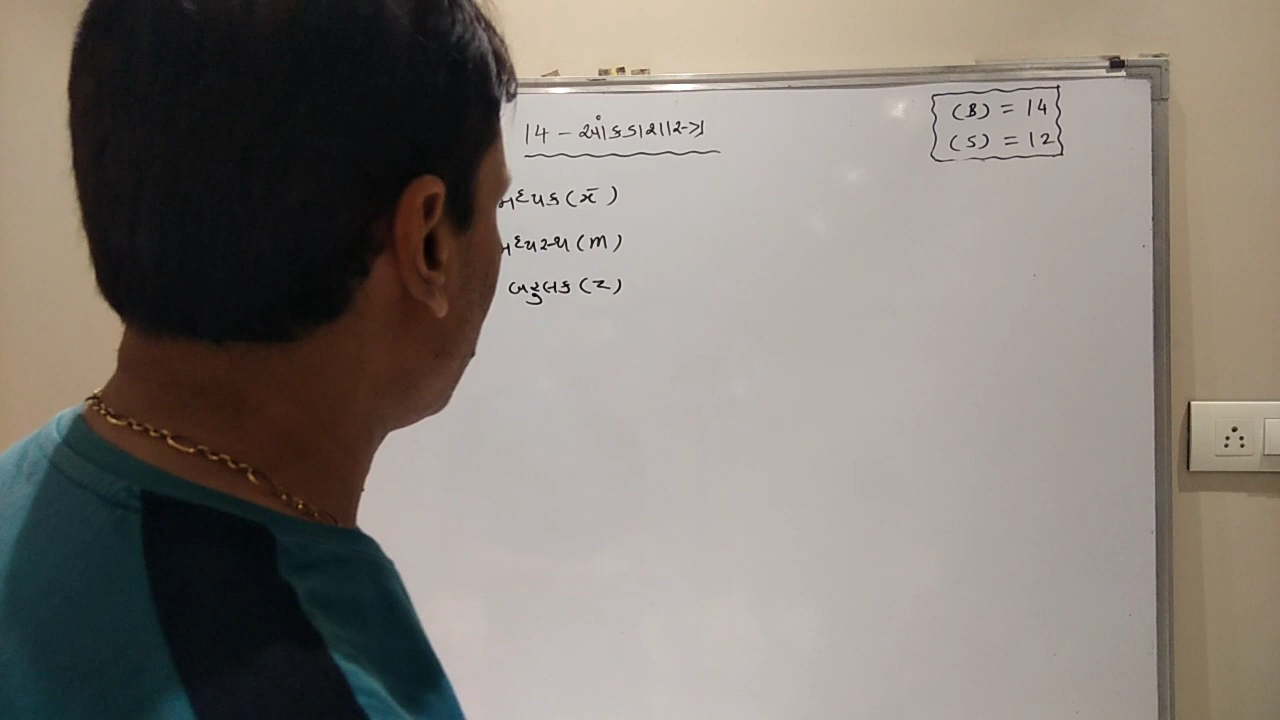 14 - આંકડાશાસ્ત્ર
(B) = 14
(S) = 12
મધ્યક (x̄)
મધ્યસ્થ (M)
બહુલક (Z)